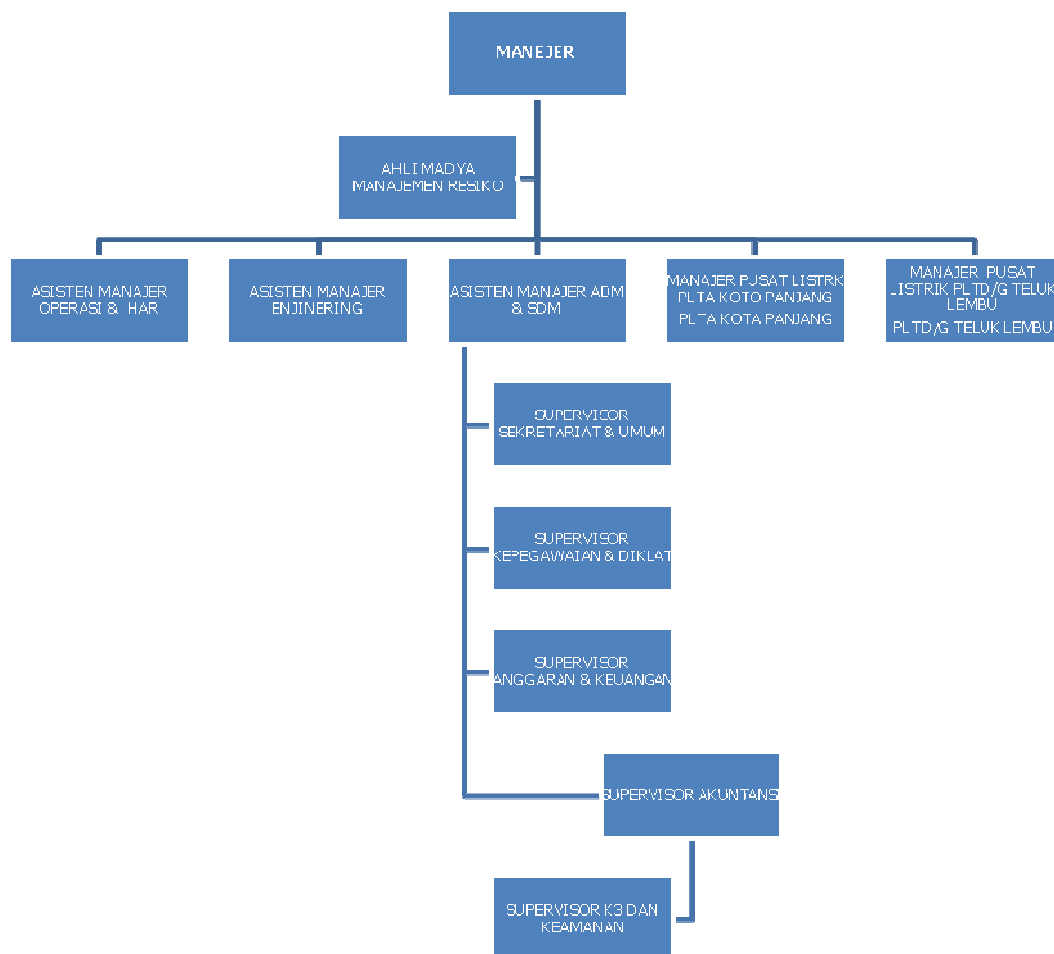 MANEJER
AHLI MADYA
MANAJEMEN RESIKO
ASISTEN MANAJER
OPERASI & HAR
ASISTEN MANAJER
ENJINERING
ASISTEN MANAJER ADM
& SDM
MANAJER PUSAT LISTRK
PLTA KOTO PANJANG
PLTA KOTA PANJANG
MANAJER PUSAT
LISTRIK PLTD/G TELUK
LEMBU
PLTD/G TELUK LEMBU
SUPERVISOR
SEKRETARIAT & UMUM
SUPERVISOR
KEPEGAWAIAN & DIKLAT
SUPERVISOR
ANGGARAN & KEUANGAN
SUPERVISOR AKUNTANSI
SUPERVISOR K3 DAN
KEAMANAN